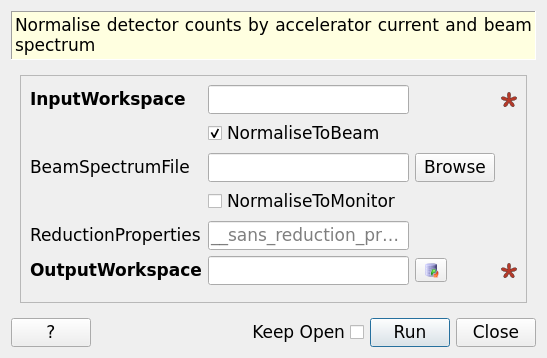 Normalise detector counts by accelerator current and beam
spectrum
InputWorkspace
NormaliseToBeam
BeamSpectrumFile Browse
NormaliseToMonitor
ReductionProperties __sans_reduction_pr...
OutputWorkspace
? Keep Open Run Close